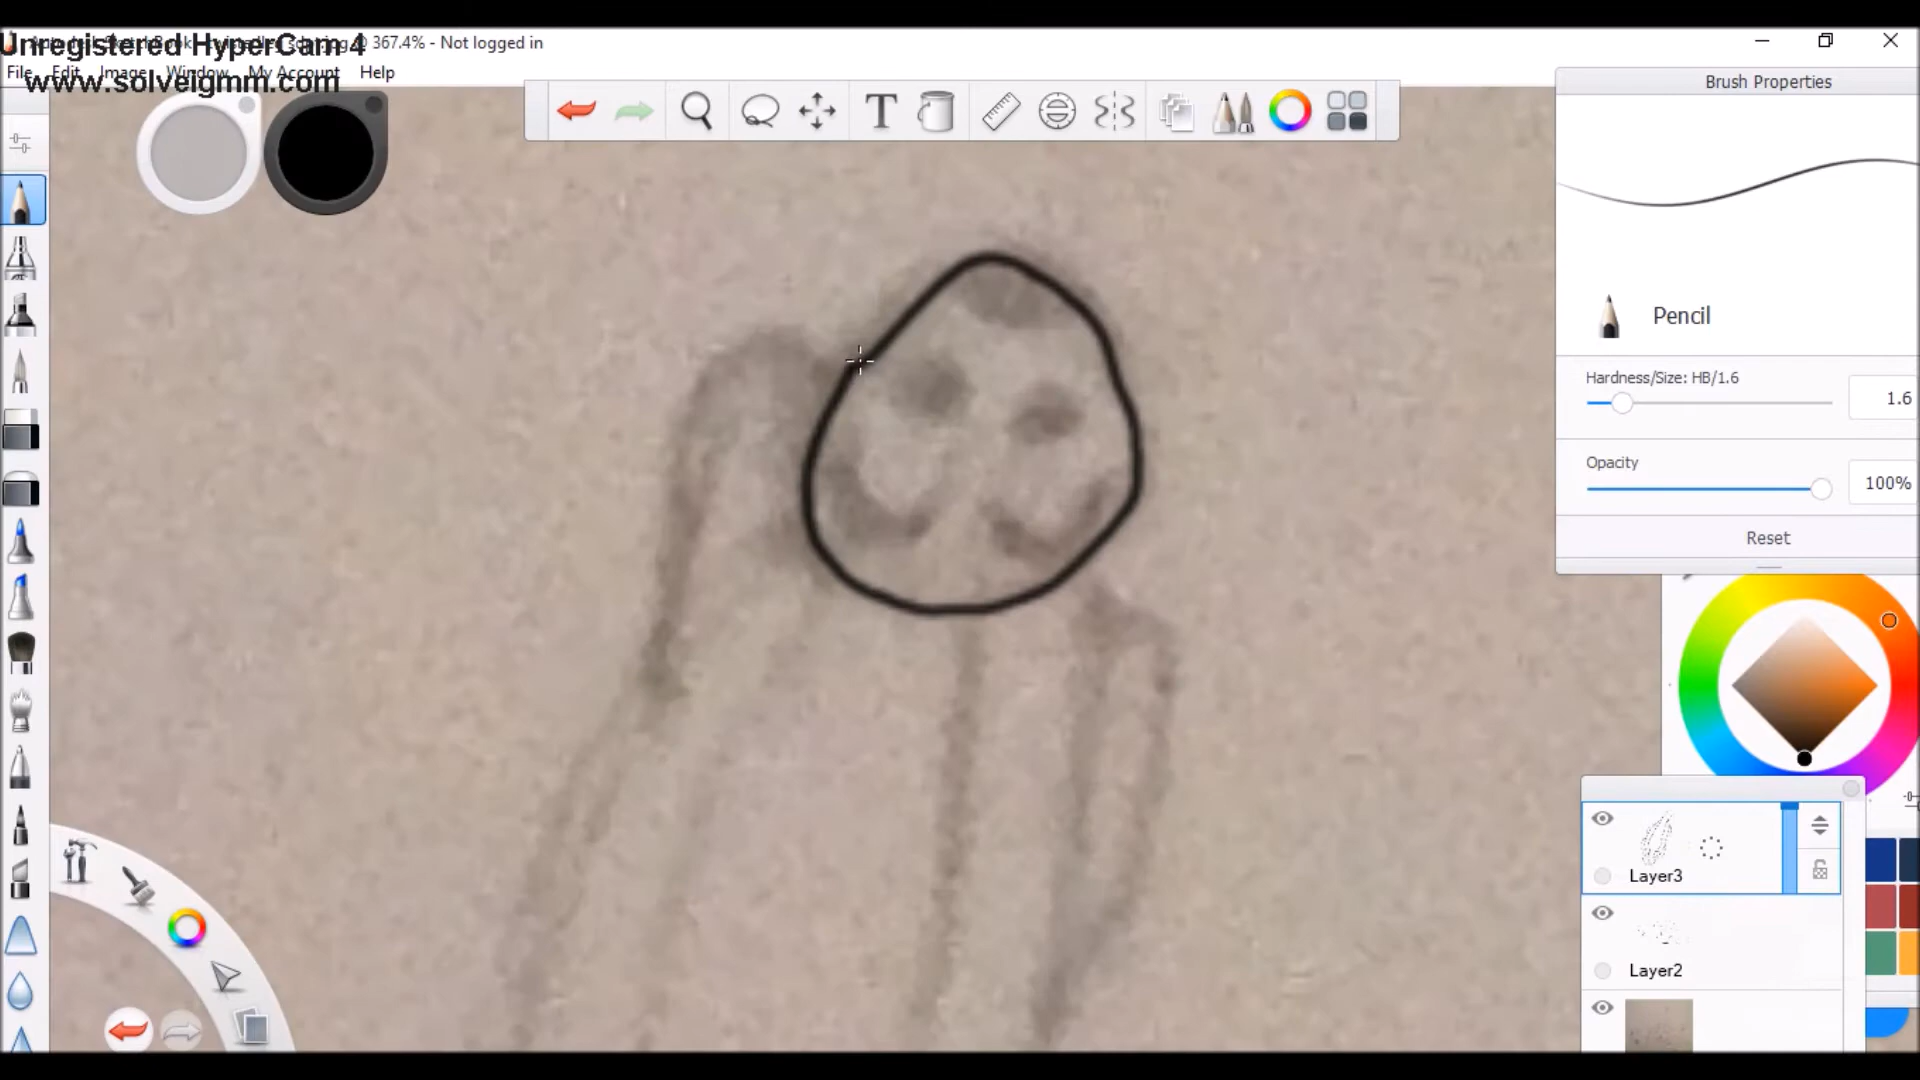 Unregistered HyperCam 4
@ 367.4% - Not logged in
File Edit Image Window My Account Help
www.solveigmm.com
T
Brush Properties
Pencil
Hardness/Size: HB/1.6
1.6
Opacity
100%
Reset
Layer3
Layer2